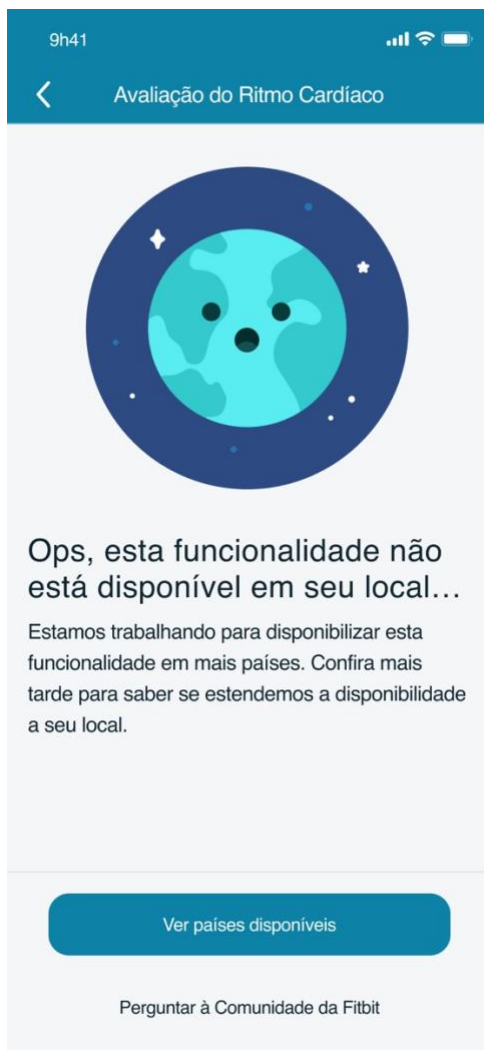 9h41
Avaliação do Ritmo Cardíaco
Ops, esta funcionalidade não
está disponível em seu local...
Estamos trabalhando para disponibilizar esta
funcionalidade em mais países. Confira mais
tarde para saber se estendemos a disponibilidade
a seu local.
Ver países disponíveis
Perguntar à Comunidade da Fitbit